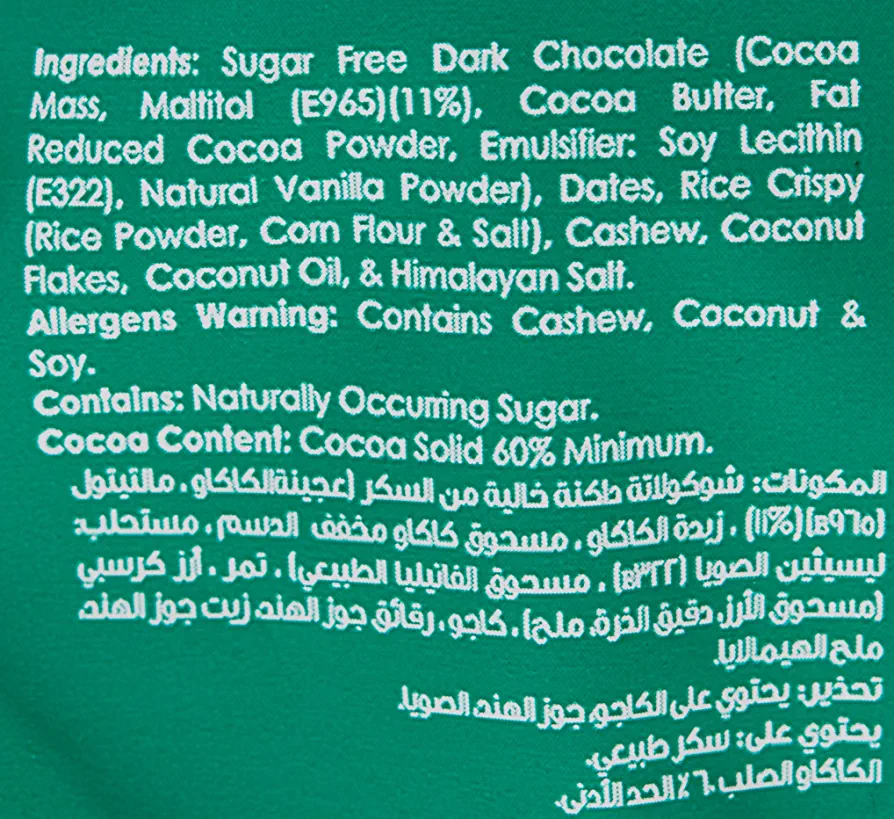 Ingredients: Sugar Free Dark Chocolate (Cocoa
Mass, Maltitol (E965)(11%), Cocoa Butter, Fat
Reduced Cocoa Powder, Emulsifier: Soy Lecithin
(E322), Natural Vanilla Powder), Dates, Rice Crispy
(Rice Powder, Corn Flour & Salt), Cashew, Coconut
Flakes, Coconut Oil, & Himalayan Salt.
Allergens Warning: Contains Cashew, Coconut &
Soy.
Contains: Naturally Occurring Sugar.
Cocoa Content: Cocoa Solid 60% Minimum.
المكونات: شوكولاتة داكنة خالية من السكر (عجينةالكاكاو، مالتيتول
(E٩٦٥)(١١%)، زبدة الكاكاو، مسحوق كاكاو مخفف الدسم، مستحلب:
ليسيثين الصويا (E٣٢٢)، مسحوق الفانيليا الطبيعي)، تمر، أرز كرسبي
(مسحوق الأرز، دقيق الذرة، ملح)، كاجو، رقائق جوز الهند زيت جوز الهند
ملح الهيمالايا.
تحذير: يحتوي على الكاجو، جوز الهند، الصويا.
يحتوي على: سكر طبيعي.
الكاكاو الصلب ٦٠٪ الحد الأدنى.